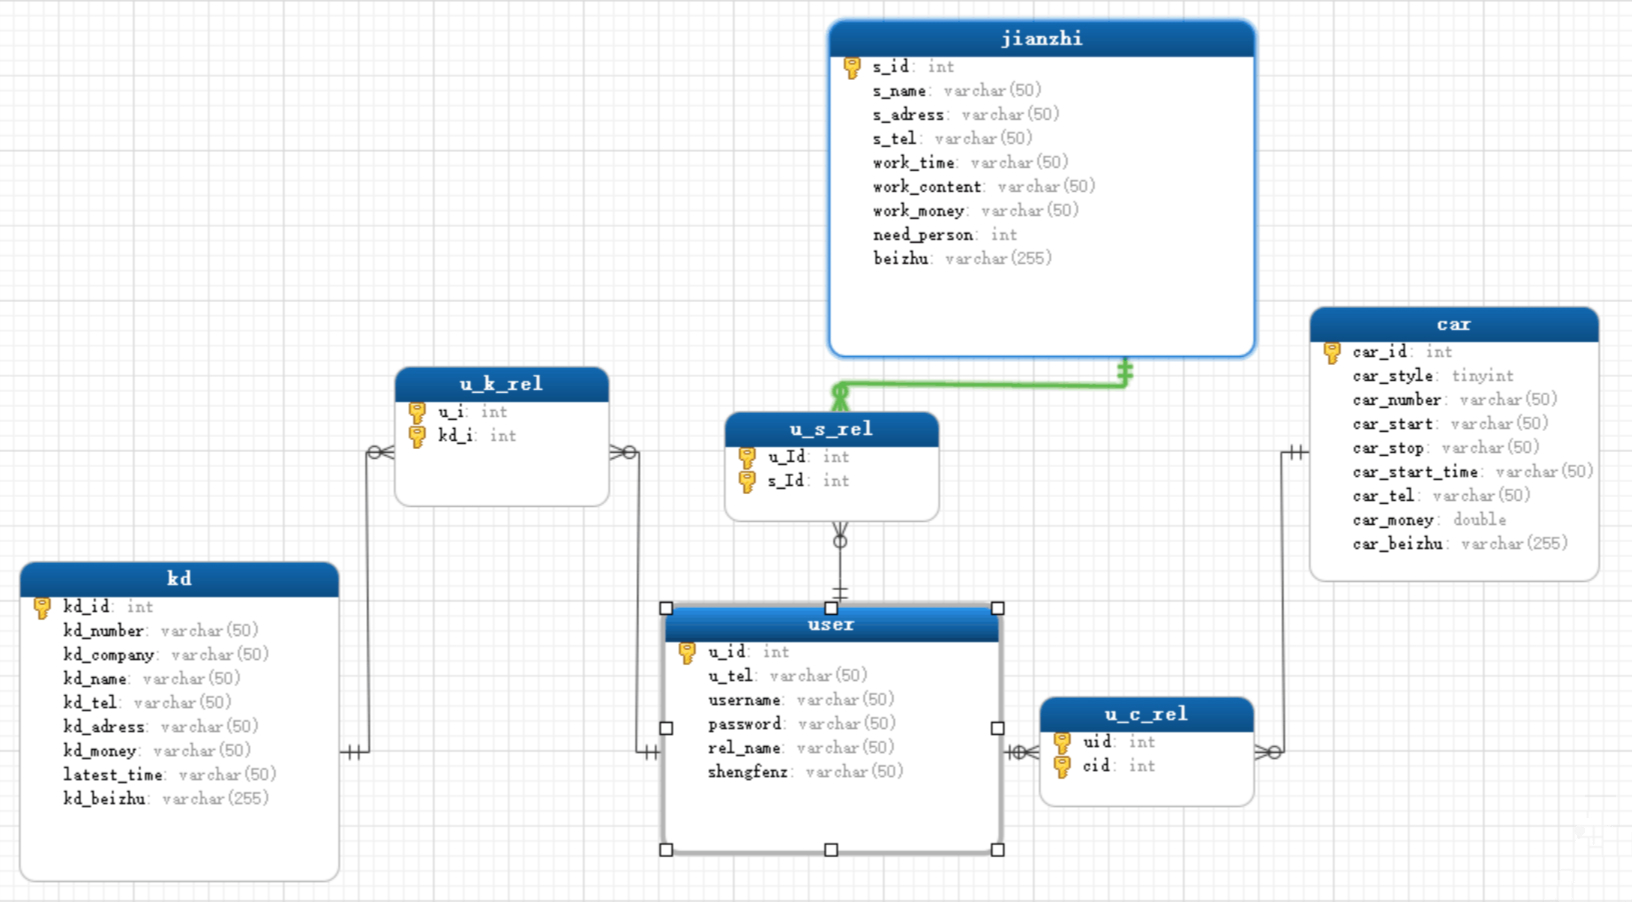 jianzhi
s_id: int
s_name: varchar(50)
s_adress: varchar(50)
s_tel: varchar(50)
work_time: varchar(50)
work_content: varchar(50)
work_money: varchar(50)
need_person: int
beizhu: varchar(255)
car
car_id: int
car_style: tinyint
car_number: varchar(50)
car_start: varchar(50)
car_stop: varchar(50)
car_start_time: varchar(50)
car_tel: varchar(50)
car_money: double
car_beizhu: varchar(255)
u_k_rel
u_i: int
kd_i: int
u_s_rel
u_Id: int
s_Id: int
kd
kd_id: int
kd_number: varchar(50)
kd_company: varchar(50)
kd_name: varchar(50)
kd_tel: varchar(50)
kd_adress: varchar(50)
kd_money: varchar(50)
latest_time: varchar(50)
kd_beizhu: varchar(255)
user
u_id: int
u_tel: varchar(50)
username: varchar(50)
password: varchar(50)
rel_name: varchar(50)
shengfenz: varchar(50)
u_c_rel
uid: int
cid: int